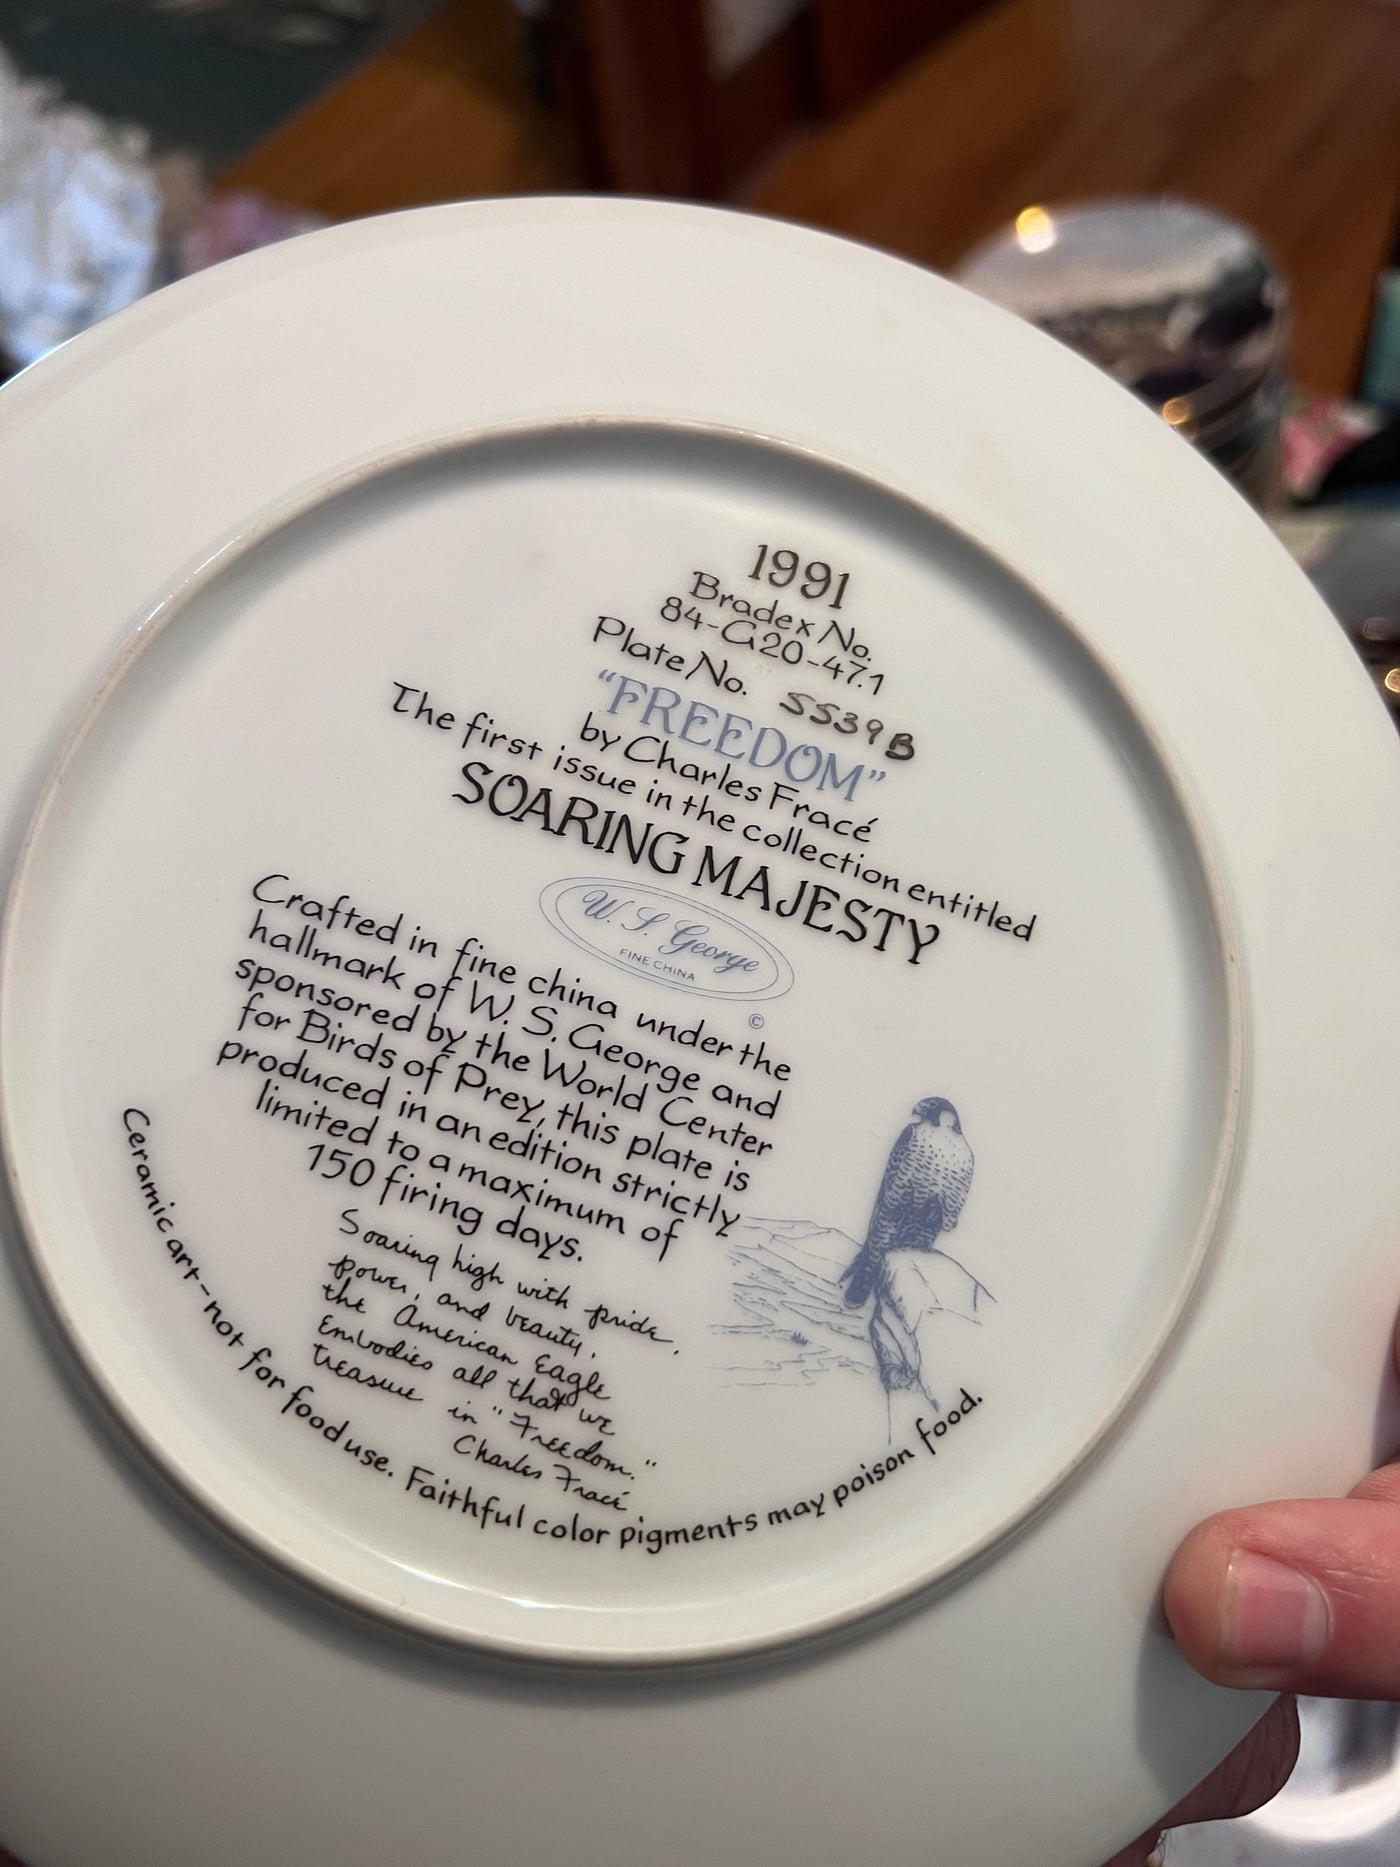 1991
Bradex No.
84-G20-47.1
Plate No. 5539B
"FREEDOM"
by Charles Fracé
The first issue in the collection entitled
SOARING MAJESTY
W. S. George
FINE CHINA
©
Crafted in fine china under the
hallmark of W. S. George and
sponsored by the World Center
for Birds of Prey, this plate is
produced in an edition strictly
limited to a maximum of
150 firing days.
Soaring high with pride,
power, and beauty,
the American Eagle
Embodies all that we
treasure in "Freedom."
Charles Fracé
Ceramic art-not for food use. Faithful color pigments may poison food.